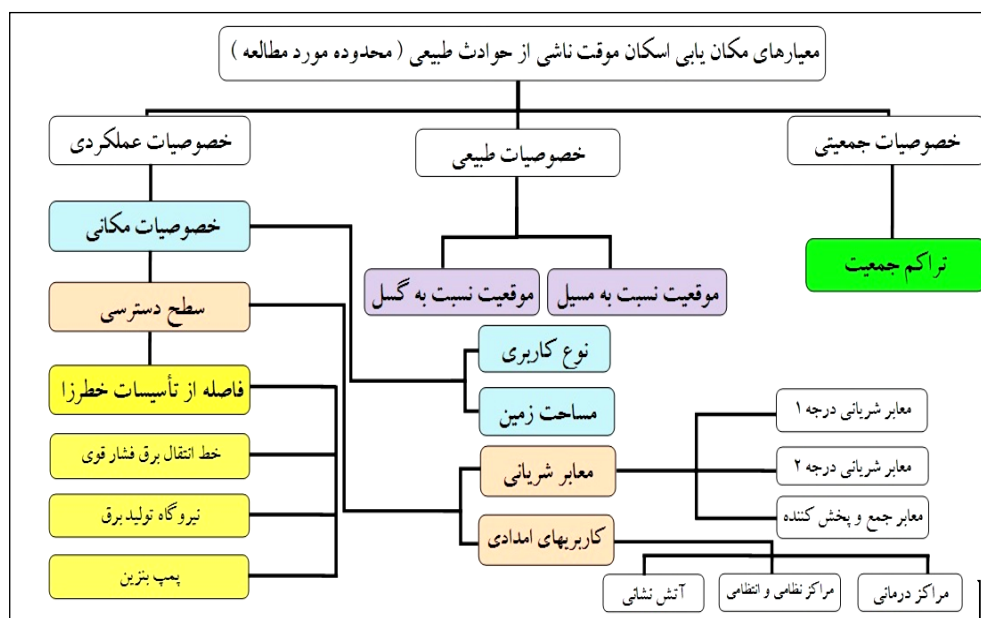 معیارهای مکان یابی اسکان موقت ناشی از حوادث طبیعی ( محدوده مورد مطالعه )
خصوصیات جمعیتی
خصوصیات طبیعی
خصوصیات عملکردی
تراکم جمعیت
موقعیت نسبت به مسیل
موقعیت نسبت به گسل
خصوصیات مکانی
سطح دسترسی
فاصله از تأسیسات خطرزا
خط انتقال برق فشار قوی
نیروگاه تولید برق
پمپ بنزین
نوع کاربری
مساحت زمین
معابر شریانی
کاربریهای امدادی
معابر شریانی درجه ۱
معابر شریانی درجه ۲
معابر جمع و پخش کننده
مراکز درمانی
مراکز نظامی و انتظامی
آتش نشانی